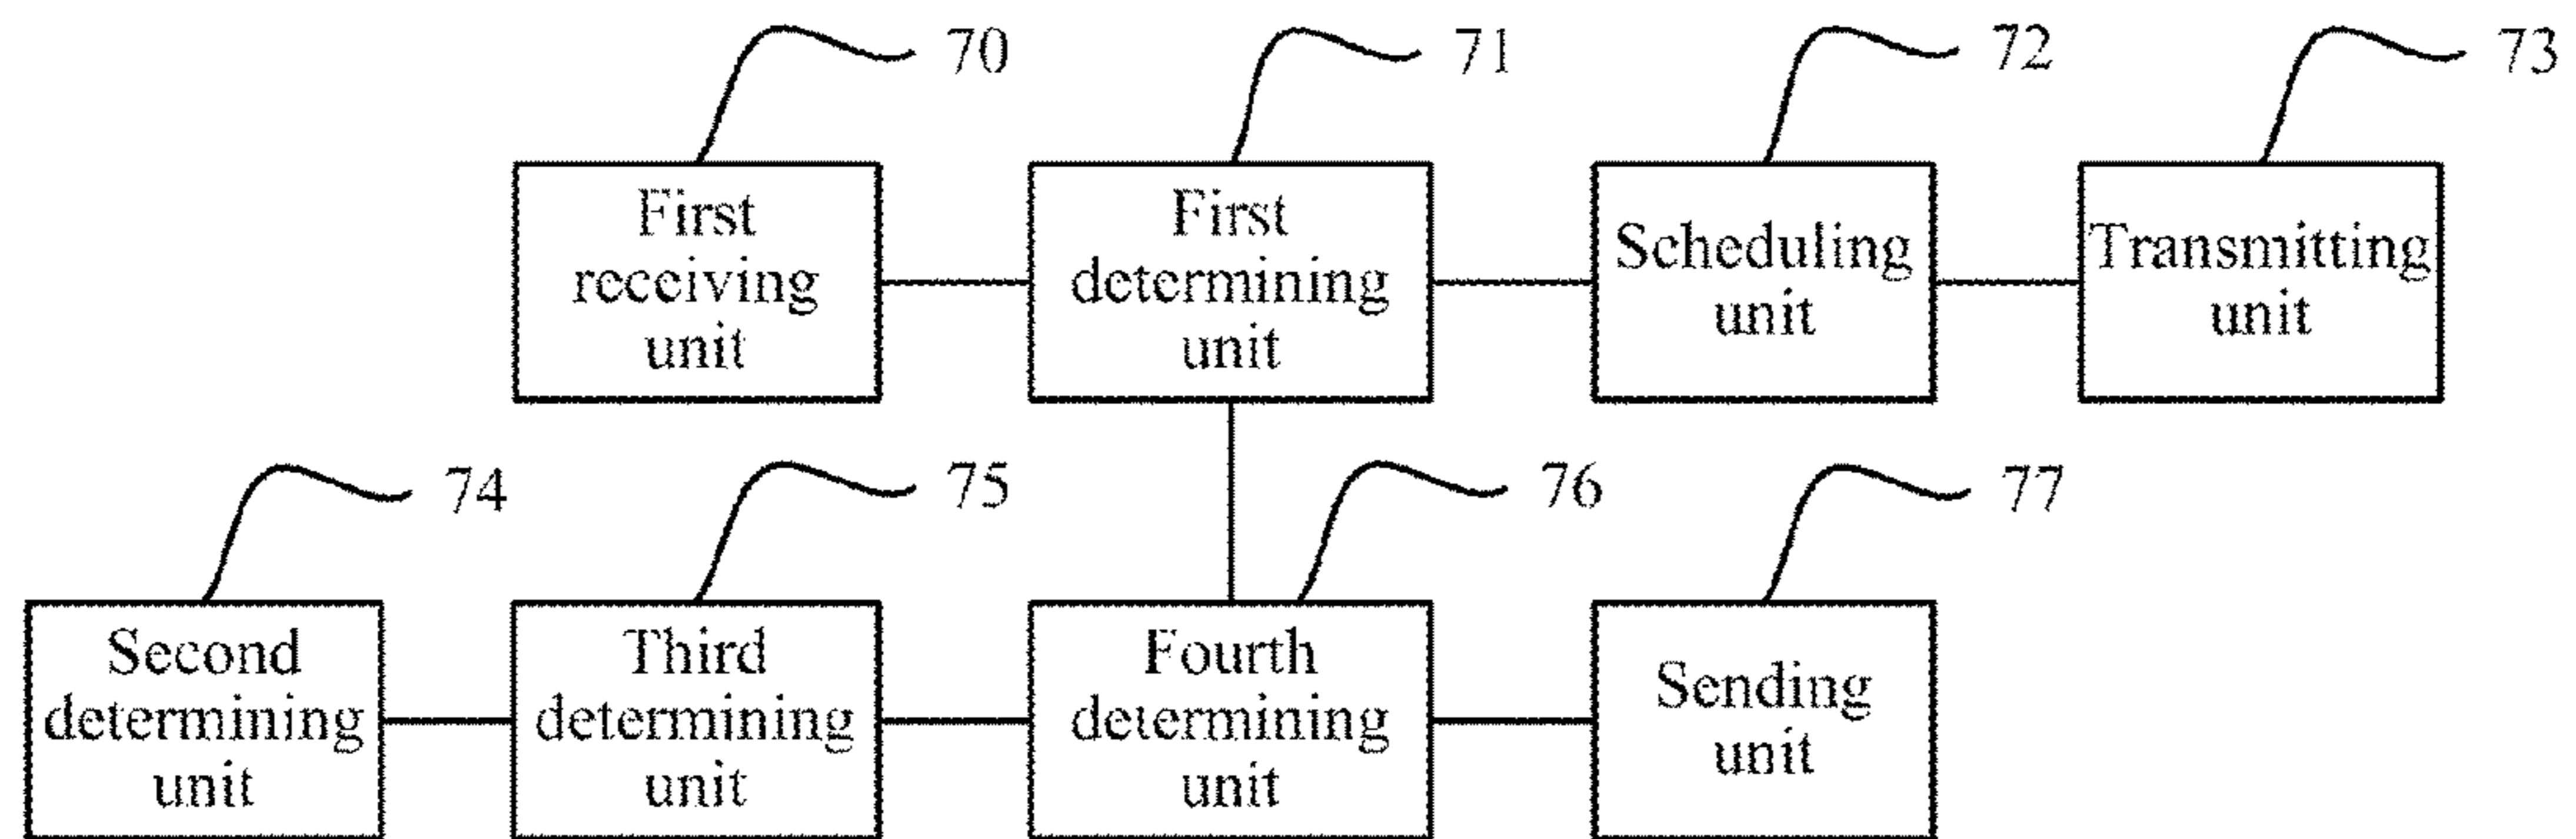 70
71
72
73
First
receiving
unit
First
determining
unit
Scheduling
unit
Transmitting
unit
74
75
76
77
Second
determining
unit
Third
determining
unit
Fourth
determining
unit
Sending
unit